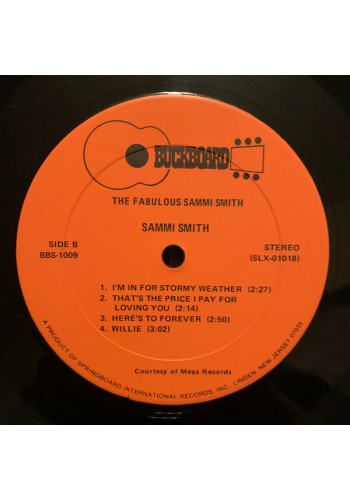 BUCKBOARD
THE FABULOUS SAMMI SMITH
SAMMI SMITH
SIDE B
BBS-1009
STEREO
(SLX-01018)
1. I'M IN FOR STORMY WEATHER (2:27)
2. THAT'S THE PRICE I PAY FOR
LOVING YOU (2:14)
3. HERE'S TO FOREVER (2:50)
4. WILLIE (3:02)
Courtesy of Mega Records
A PRODUCT OF SPRINGBOARD INTERNATIONAL RECORDS, INC., LINDEN, NEW JERSEY 07036